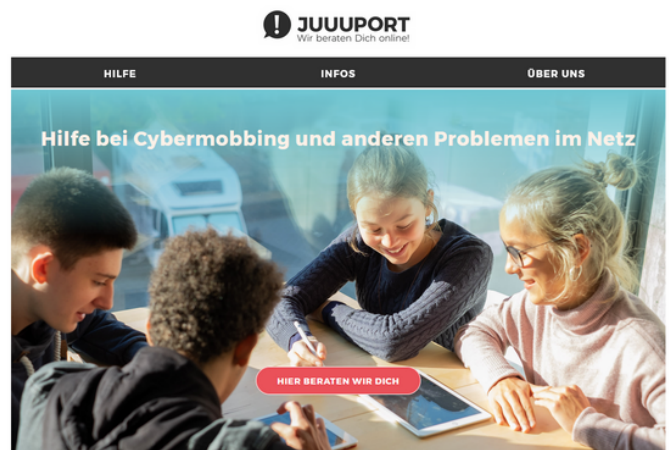 JUUUPORT
Wir beraten Dich online!
HILFE INFOS ÜBER UNS
Hilfe bei Cybermobbing und anderen Problemen im Netz
HIER BERATEN WIR DICH